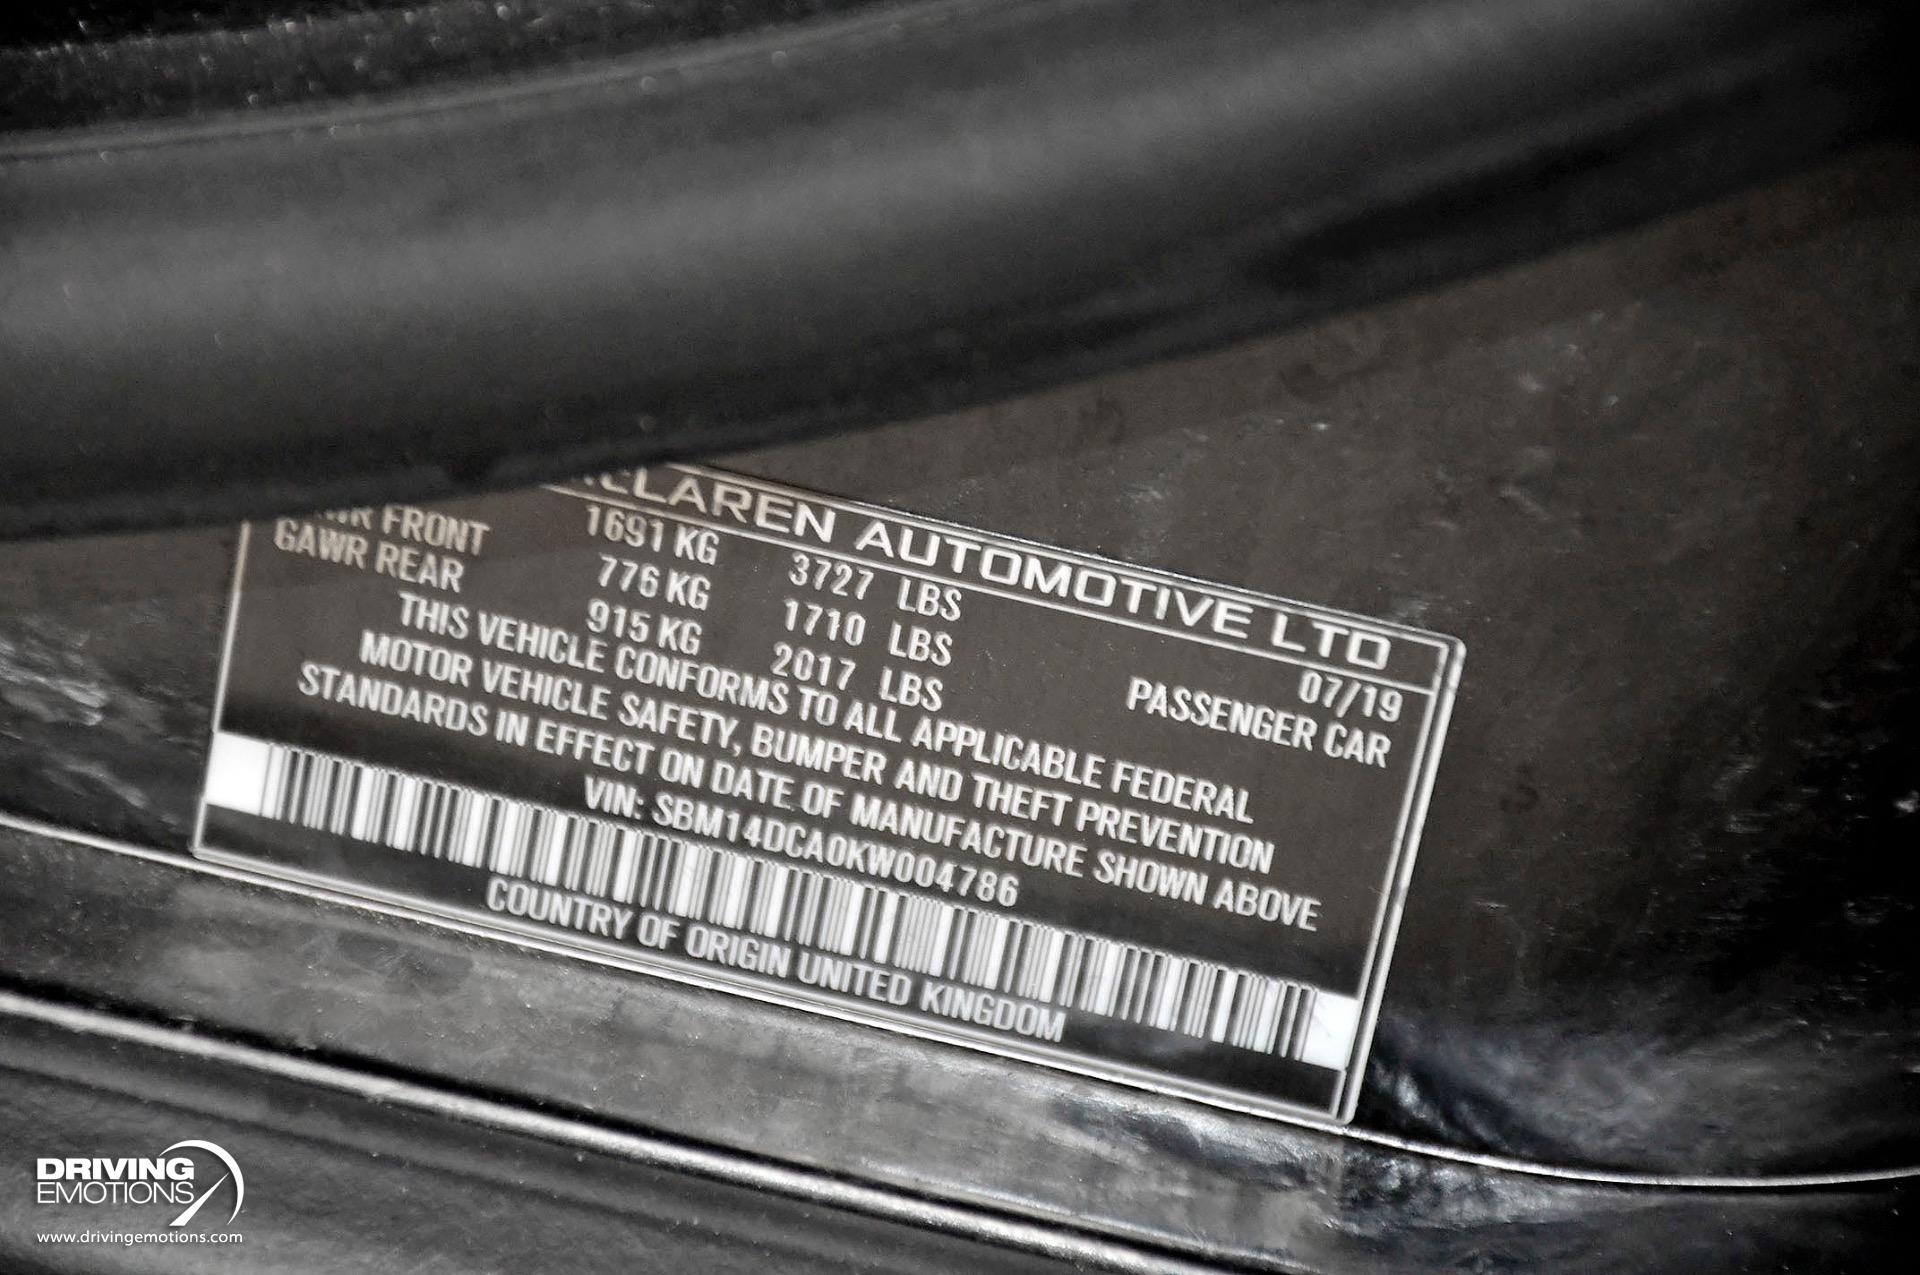 McLAREN AUTOMOTIVE LTD
07/19
1691 KG 3727 LBS PASSENGER CAR
GAWR FRONT 776 KG 1710 LBS
GAWR REAR 915 KG 2017 LBS
THIS VEHICLE CONFORMS TO ALL APPLICABLE FEDERAL
MOTOR VEHICLE SAFETY, BUMPER AND THEFT PREVENTION
STANDARDS IN EFFECT ON DATE OF MANUFACTURE SHOWN ABOVE
VIN: SBM14DCA0KW004786
COUNTRY OF ORIGIN UNITED KINGDOM
DRIVING
EMOTIONS
www.drivingemotions.com